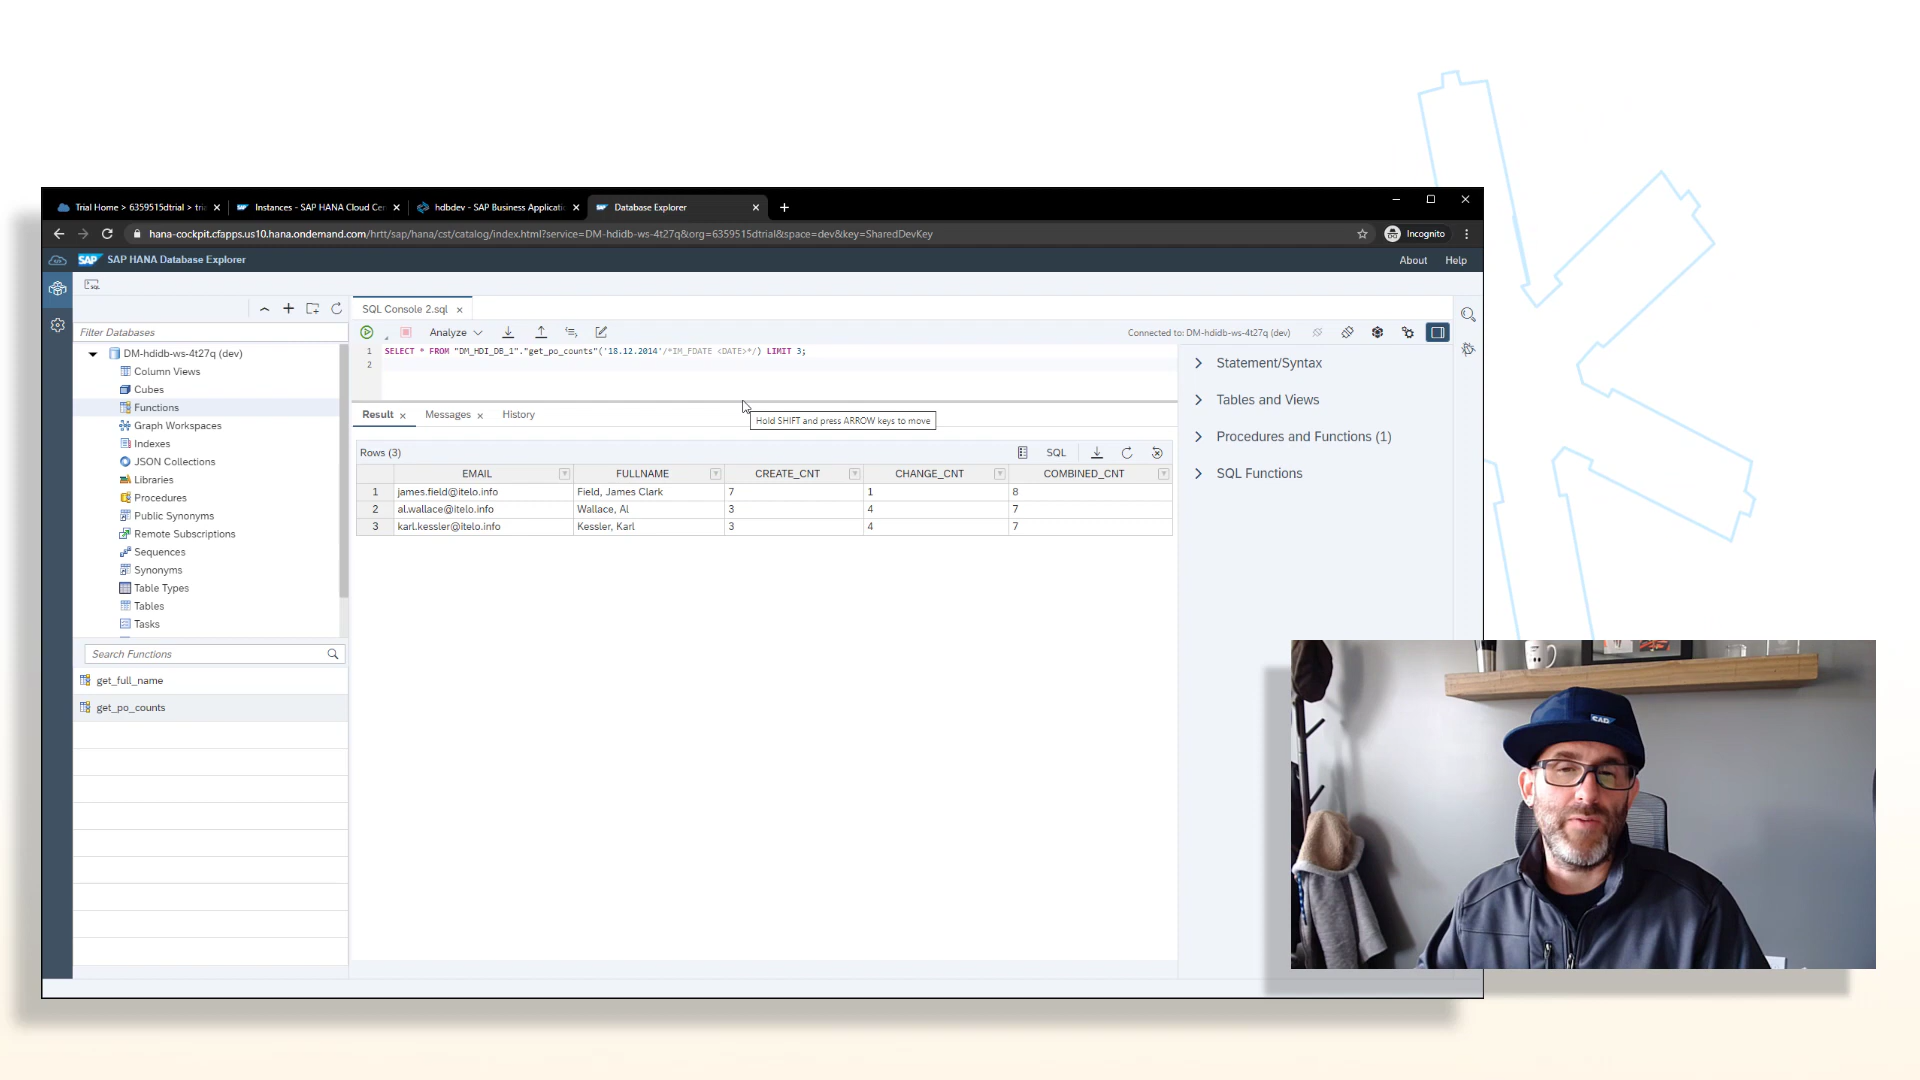 Trial Home > 6359515dtrial > tri
Instances - SAP HANA Cloud Cen
hdbdev - SAP Business Applicati
Database Explorer
hana-cockpit.cfapps.us10.hana.ondemand.com/hrtt/sap/hana/cst/catalog/index.html?service=DM-hdidb-ws-4t27q&org=6359515dtrial&space=dev&key=SharedDevKey
Incognito
SAP
SAP HANA Database Explorer
About
Help
SQL Console 2.sql
Filter Databases
Analyze
Connected to: DM-hdidb-ws-4t27q (dev)
1 SELECT * FROM "DM_HDI_DB_1"."get_po_counts"('18.12.2014'/*IM_FDATE <DATE>*/) LIMIT 3;
2
DM-hdidb-ws-4t27q (dev)
Column Views
Cubes
Functions
Graph Workspaces
Indexes
JSON Collections
Libraries
Procedures
Public Synonyms
Remote Subscriptions
Sequences
Synonyms
Table Types
Tables
Tasks
Search Functions
get_full_name
get_po_counts
Result
Messages
History
Hold SHIFT and press ARROW keys to move
Rows (3)
SQL
EMAIL FULLNAME CREATE_CNT CHANGE_CNT COMBINED_CNT
1 james.field@itelo.info Field, James Clark 7 1 8
2 al.wallace@itelo.info Wallace, Al 3 4 7
3 karl.kessler@itelo.info Kessler, Karl 3 4 7
Statement/Syntax
Tables and Views
Procedures and Functions (1)
SQL Functions
SAP